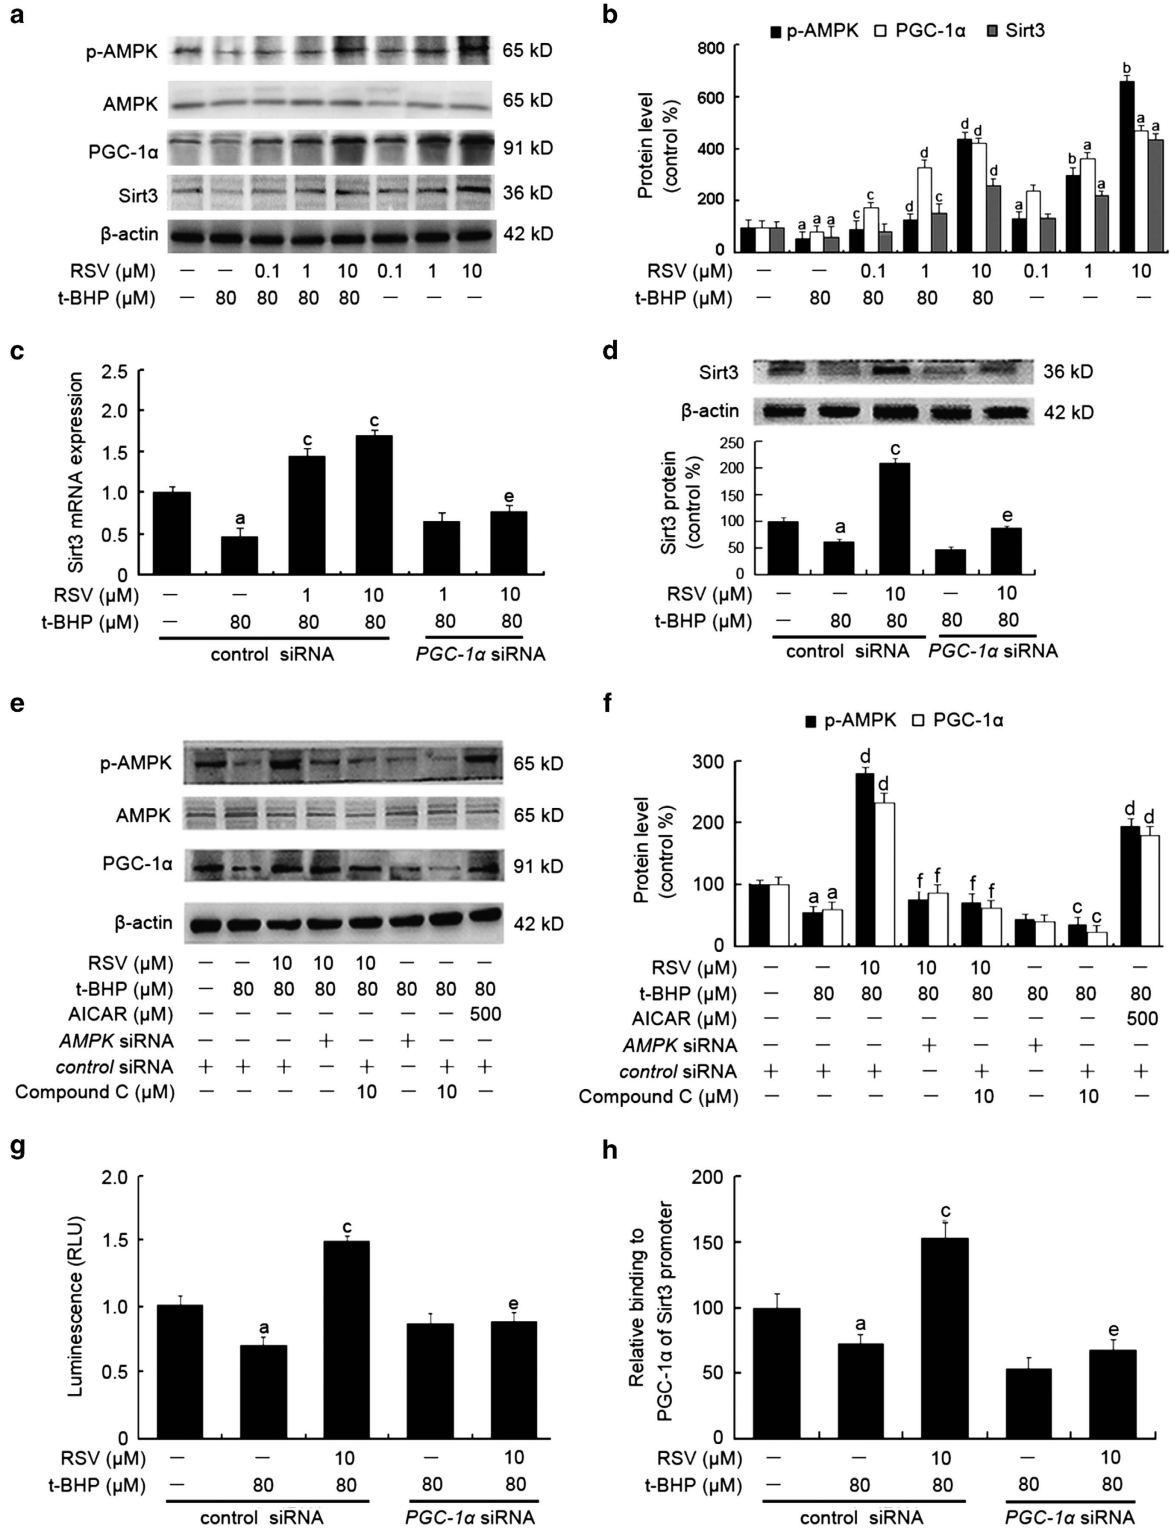 a
p-AMPK 65 kD
AMPK 65 kD
PGC-1α 91 kD
Sirt3 36 kD
β-actin 42 kD
RSV (μM) — — 0.1 1 10 0.1 1 10
t-BHP (μM) — 80 80 80 80 — — —
b
p-AMPK PGC-1α Sirt3
Protein level
(control %)
800
600
400
200
0
a a a c c d d c d d d a b a a b a a
RSV (μM) — — 0.1 1 10 0.1 1 10
t-BHP (μM) — 80 80 80 80 — — —
c
Sirt3 mRNA expression
2.5
2.0
1.5
1.0
0.5
0
a c c e
RSV (μM) — — 1 10 1 10
t-BHP (μM) — 80 80 80 80 80
control siRNA PGC-1α siRNA
d
Sirt3 36 kD
β-actin 42 kD
Sirt3 protein
(control %)
250
200
150
100
50
0
a c e
RSV (μM) — — 10 — 10
t-BHP (μM) — 80 80 80 80
control siRNA PGC-1α siRNA
e
p-AMPK 65 kD
AMPK 65 kD
PGC-1α 91 kD
β-actin 42 kD
RSV (μM) — — 10 10 10 — — —
t-BHP (μM) — 80 80 80 80 80 80 80
AICAR (μM) — — — — — — — 500
AMPK siRNA — — — + — + — —
control siRNA + + + — + — + +
Compound C (μM) — — — — 10 — 10 —
f
p-AMPK PGC-1α
Protein level
(control %)
300
200
100
0
a a d d f f f f c c d d
RSV (μM) — — 10 10 10 — — —
t-BHP (μM) — 80 80 80 80 80 80 80
AICAR (μM) — — — — — — — 500
AMPK siRNA — — — + — + — —
control siRNA + + + — + — + +
Compound C (μM) — — — — 10 — 10 —
g
Luminescence (RLU)
2.0
1.5
1.0
0.5
0
a c e
RSV (μM) — — 10 — 10
t-BHP (μM) — 80 80 80 80
control siRNA PGC-1α siRNA
h
Relative binding to
PGC-1α of Sirt3 promoter
200
150
100
50
0
a c e
RSV (μM) — — 10 — 10
t-BHP (μM) — 80 80 80 80
control siRNA PGC-1α siRNA